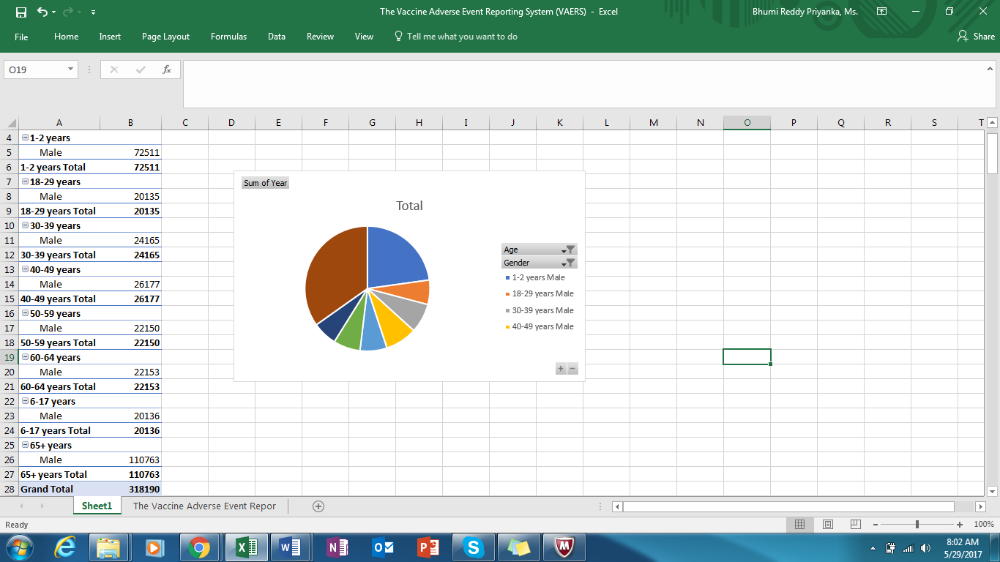 The Vaccine Adverse Event Reporting System (VAERS) - Excel
Bhumi Reddy Priyanka, Ms.
File Home Insert Page Layout Formulas Data Review View Tell me what you want to do Share
O19 fx
A B C D E F G H I J K L M N O P Q R S T
4 1-2 years
5 Male 72511
6 1-2 years Total 72511
7 18-29 years
8 Male 20135
9 18-29 years Total 20135
10 30-39 years
11 Male 24165
12 30-39 years Total 24165
13 40-49 years
14 Male 26177
15 40-49 years Total 26177
16 50-59 years
17 Male 22150
18 50-59 years Total 22150
19 60-64 years
20 Male 22153
21 60-64 years Total 22153
22 6-17 years
23 Male 20136
24 6-17 years Total 20136
25 65+ years
26 Male 110763
27 65+ years Total 110763
28 Grand Total 318190
Sum of Year
Total
Age
Gender
1-2 years Male
18-29 years Male
30-39 years Male
40-49 years Male
Sheet1 The Vaccine Adverse Event Repor
Ready 100%
8:02 AM
5/29/2017